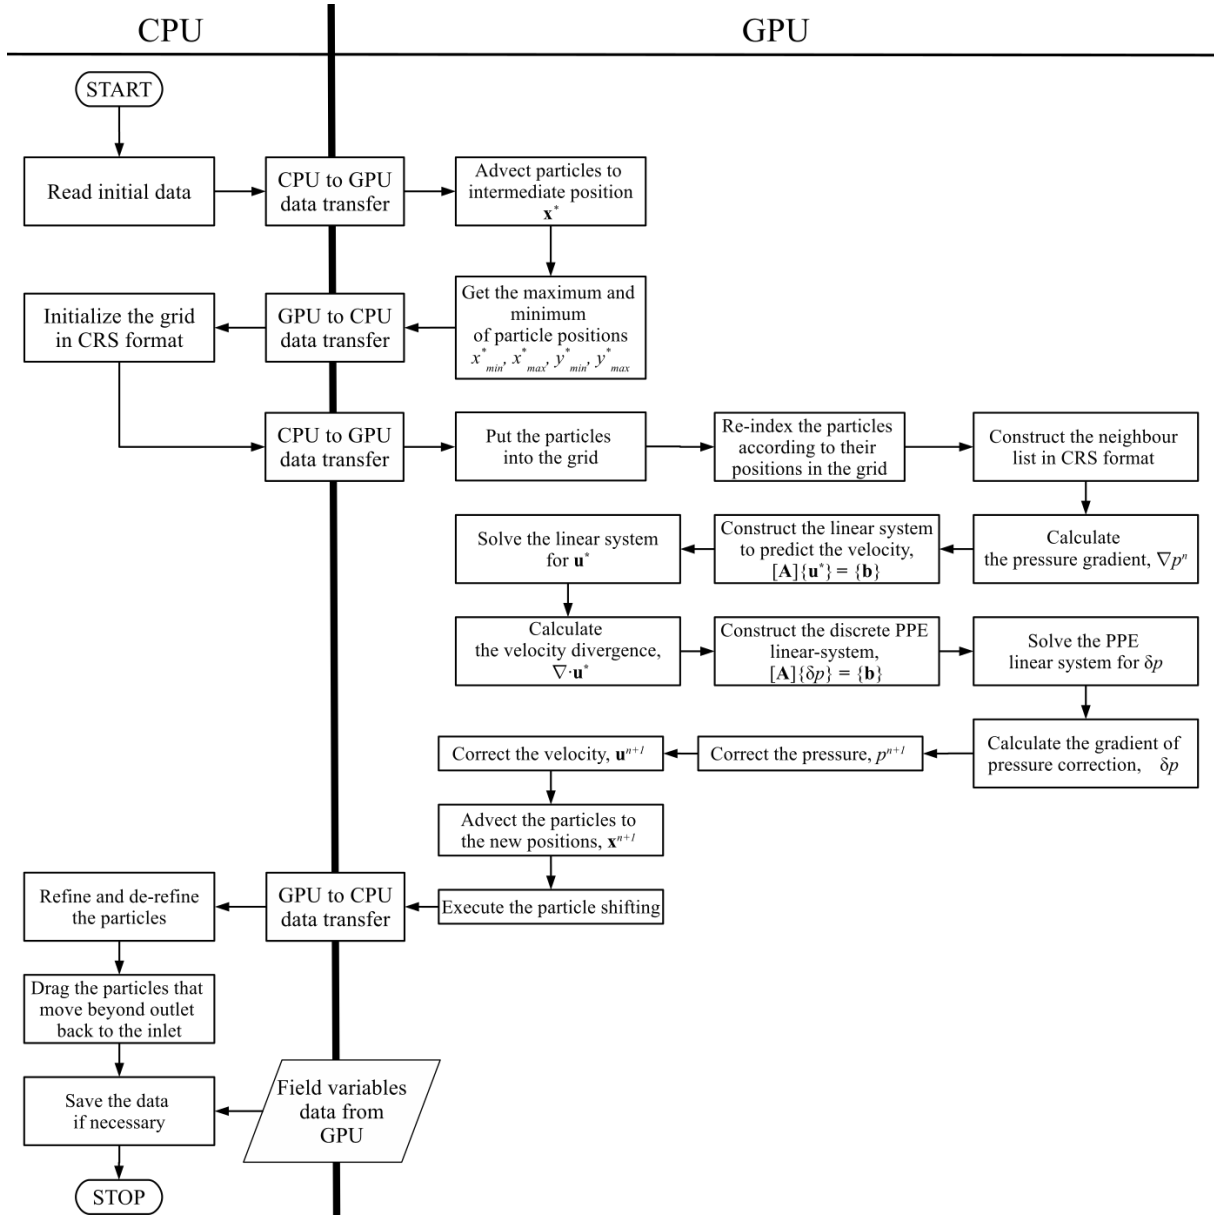 CPU
GPU
START
Read initial data
CPU to GPU
data transfer
Advect particles to
intermediate position
x*
Initialize the grid
in CRS format
GPU to CPU
data transfer
Get the maximum and
minimum
of particle positions
x*min, x*max, y*min, y*max
CPU to GPU
data transfer
Put the particles
into the grid
Re-index the particles
according to their
positions in the grid
Construct the neighbour
list in CRS format
Solve the linear system
for u*
Construct the linear system
to predict the velocity,
[A]{u*} = {b}
Calculate
the pressure gradient, ∇pⁿ
Calculate
the velocity divergence,
∇·u*
Construct the discrete PPE
linear-system,
[A]{δp} = {b}
Solve the PPE
linear system for δp
Correct the velocity, uⁿ⁺¹
Correct the pressure, pⁿ⁺¹
Calculate the gradient of
pressure correction, δp
Advect the particles to
the new positions, xⁿ⁺¹
Refine and de-refine
the particles
GPU to CPU
data transfer
Execute the particle shifting
Drag the particles that
move beyond outlet
back to the inlet
Save the data
if necessary
Field variables
data from
GPU
STOP